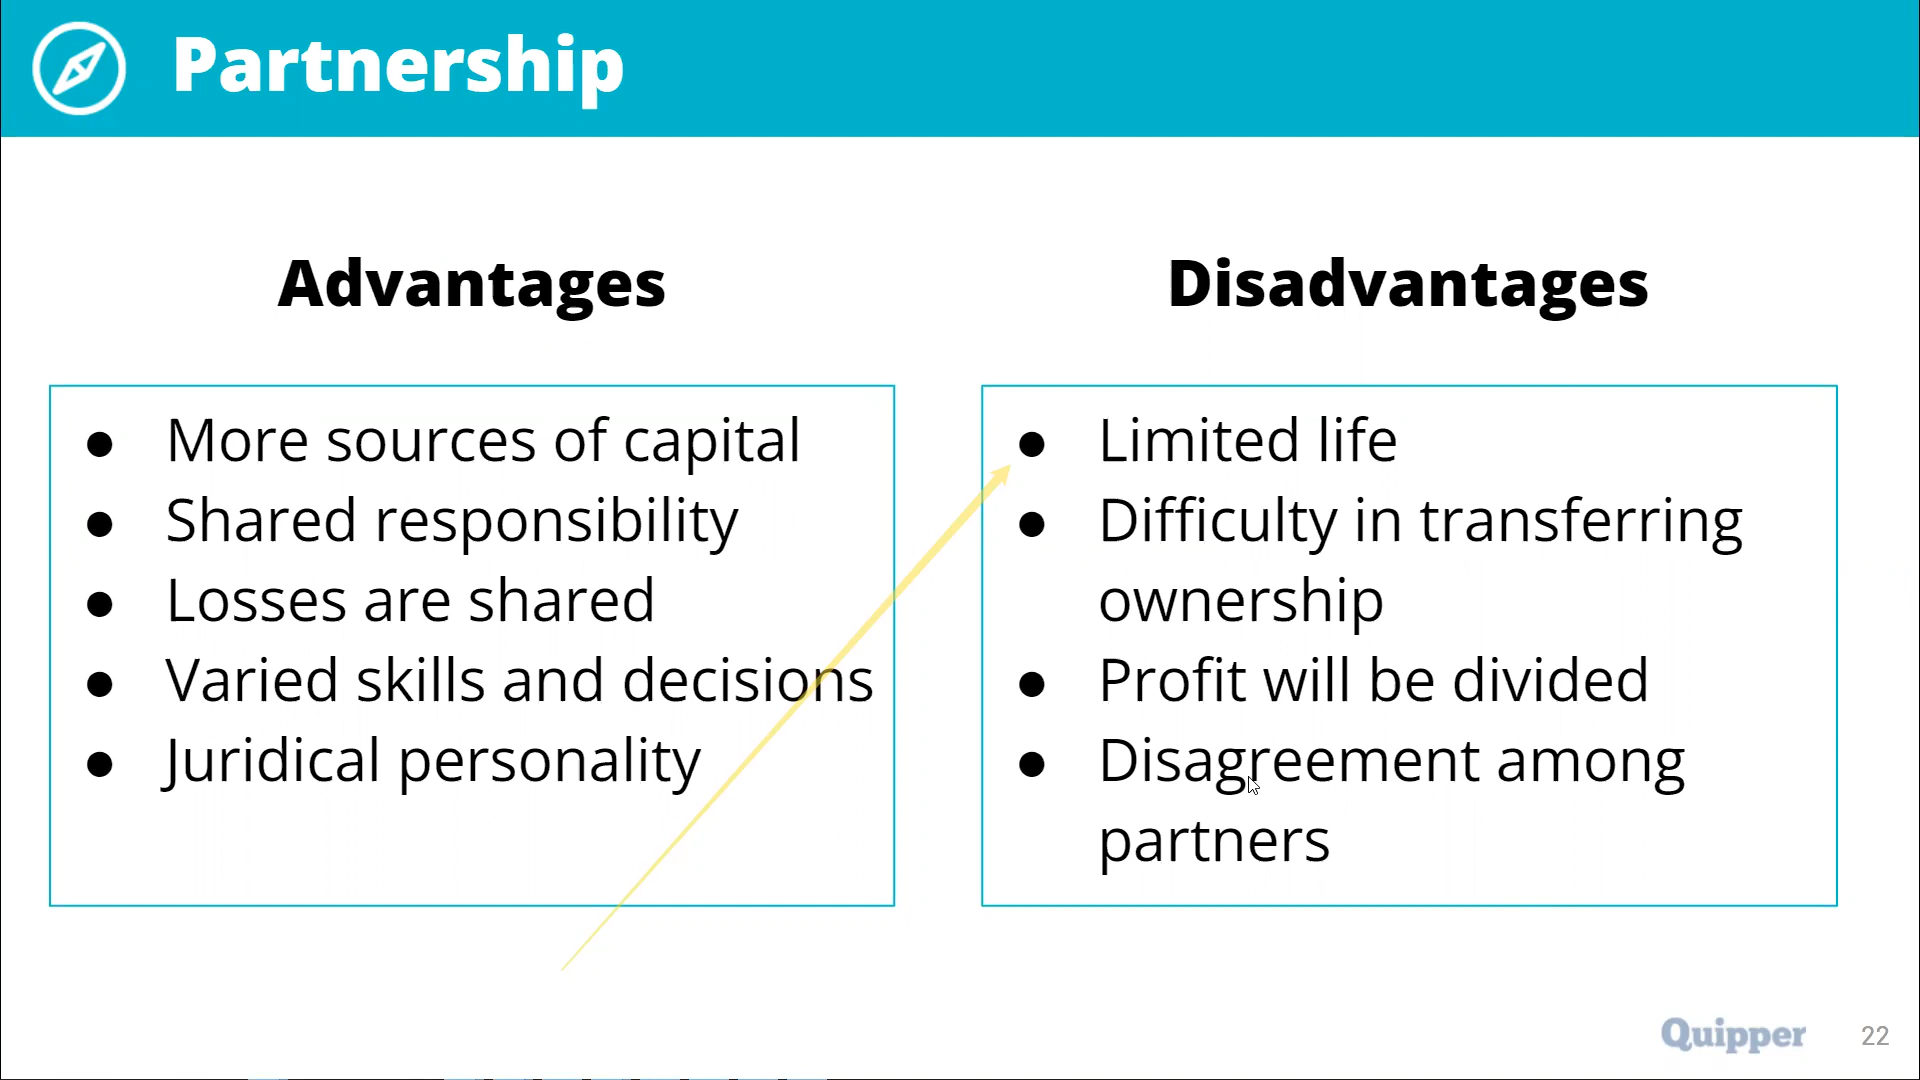 Partnership
Advantages
● More sources of capital
● Shared responsibility
● Losses are shared
● Varied skills and decisions
● Juridical personality
Disadvantages
● Limited life
● Difficulty in transferring
ownership
● Profit will be divided
● Disagreement among
partners
Quipper
22